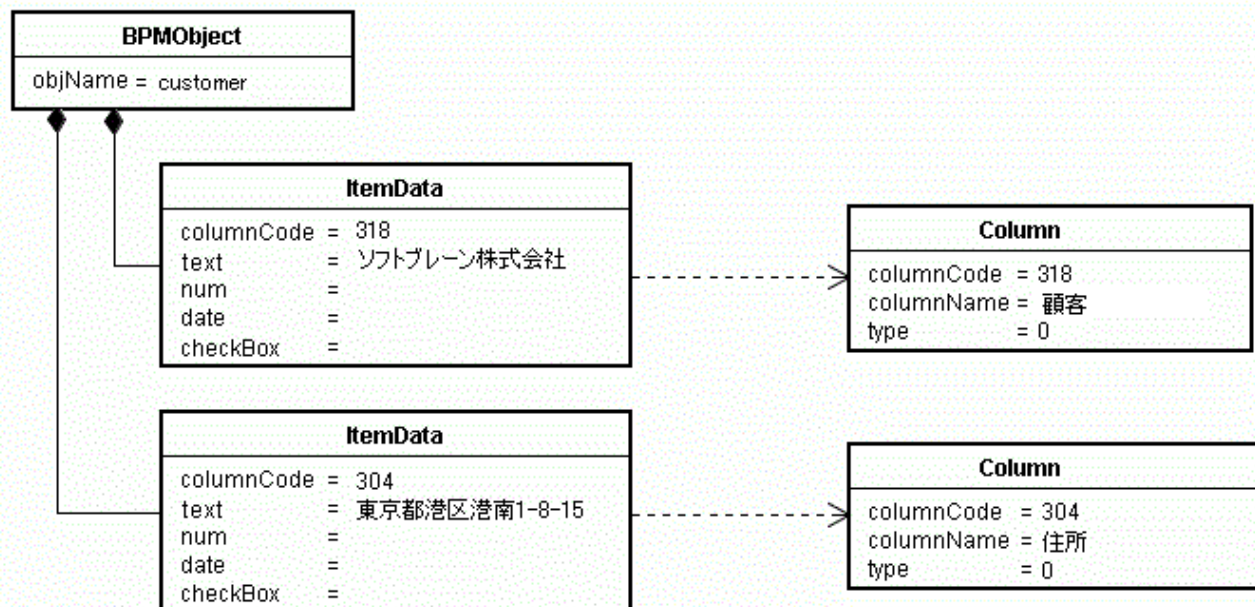 BPMObject
objName = customer
ItemData
columnCode = 318
text = ソフトブレーン株式会社
num =
date =
checkBox =
Column
columnCode = 318
columnName = 顧客
type = 0
ItemData
columnCode = 304
text = 東京都港区港南1-8-15
num =
date =
checkBox =
Column
columnCode = 304
columnName = 住所
type = 0